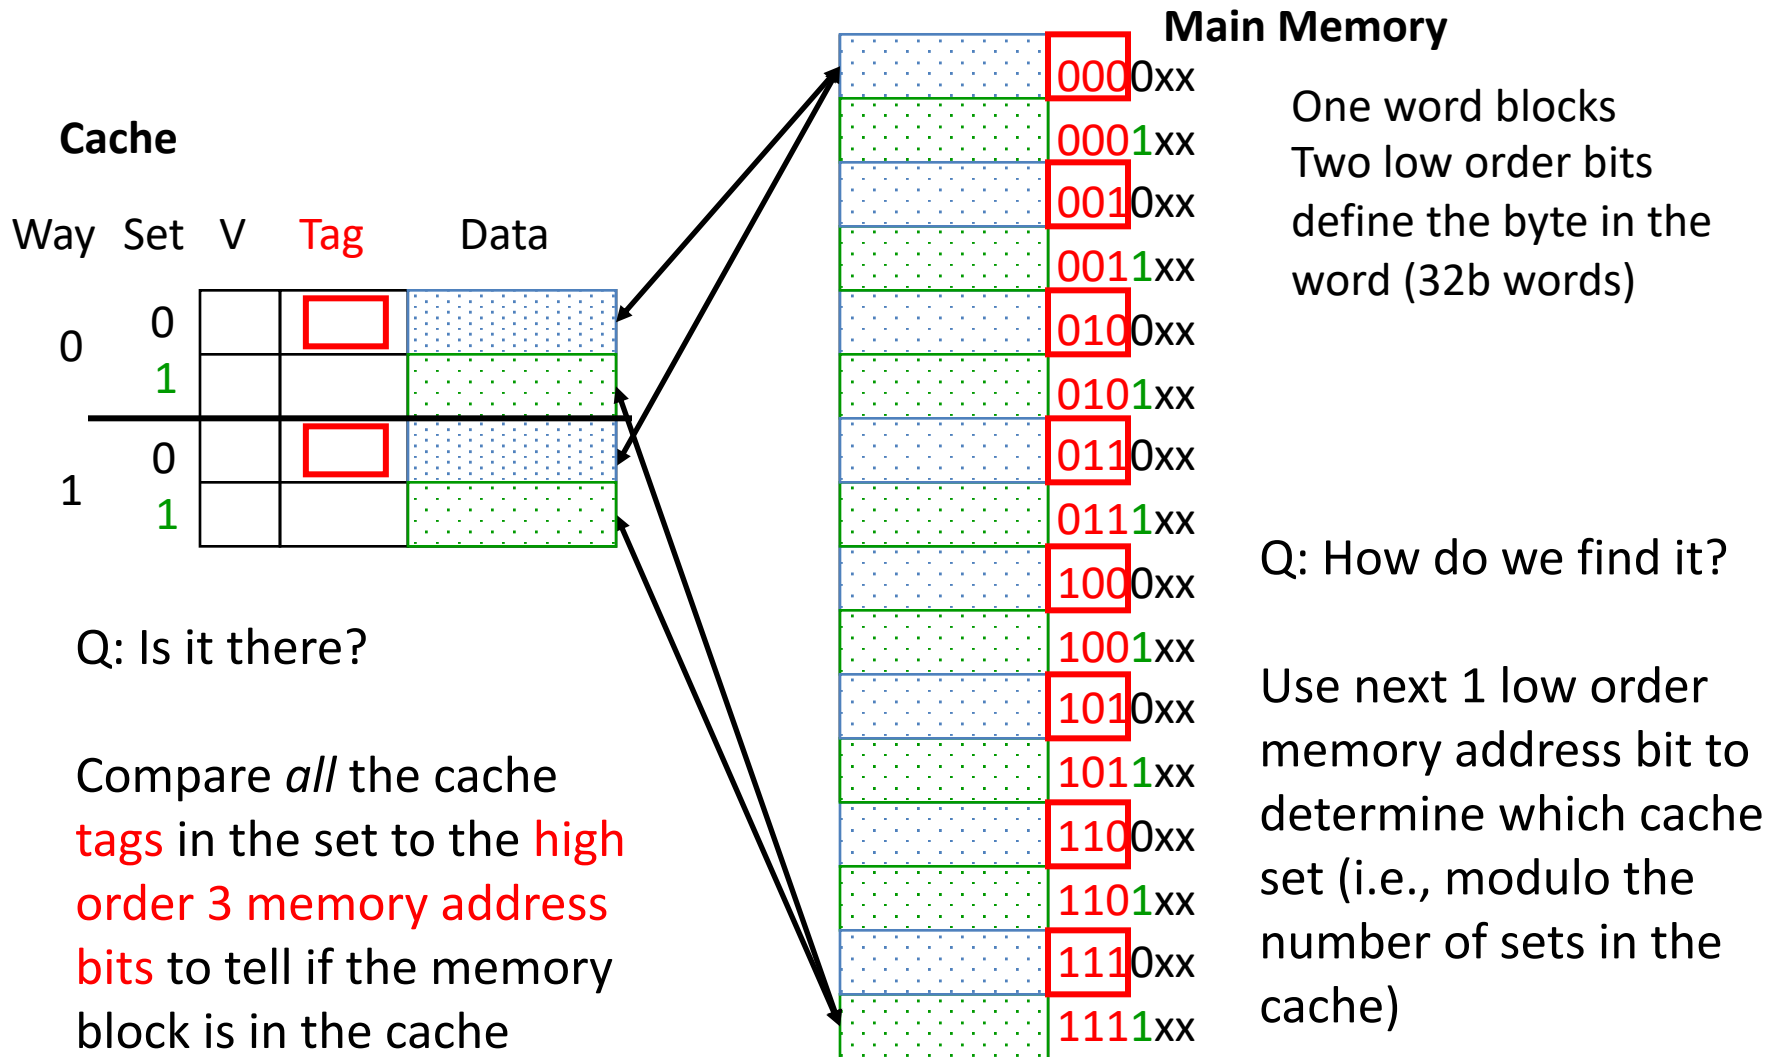 Main Memory
One word blocks
Two low order bits
define the byte in the
word (32b words)
Cache
Way Set V Tag Data
0
0
1
1
0
1
0000xx
0001xx
0010xx
0011xx
0100xx
0101xx
0110xx
0111xx
1000xx
1001xx
1010xx
1011xx
1100xx
1101xx
1110xx
1111xx
Q: Is it there?
Compare all the cache
tags in the set to the high
order 3 memory address
bits to tell if the memory
block is in the cache
Q: How do we find it?
Use next 1 low order
memory address bit to
determine which cache
set (i.e., modulo the
number of sets in the
cache)